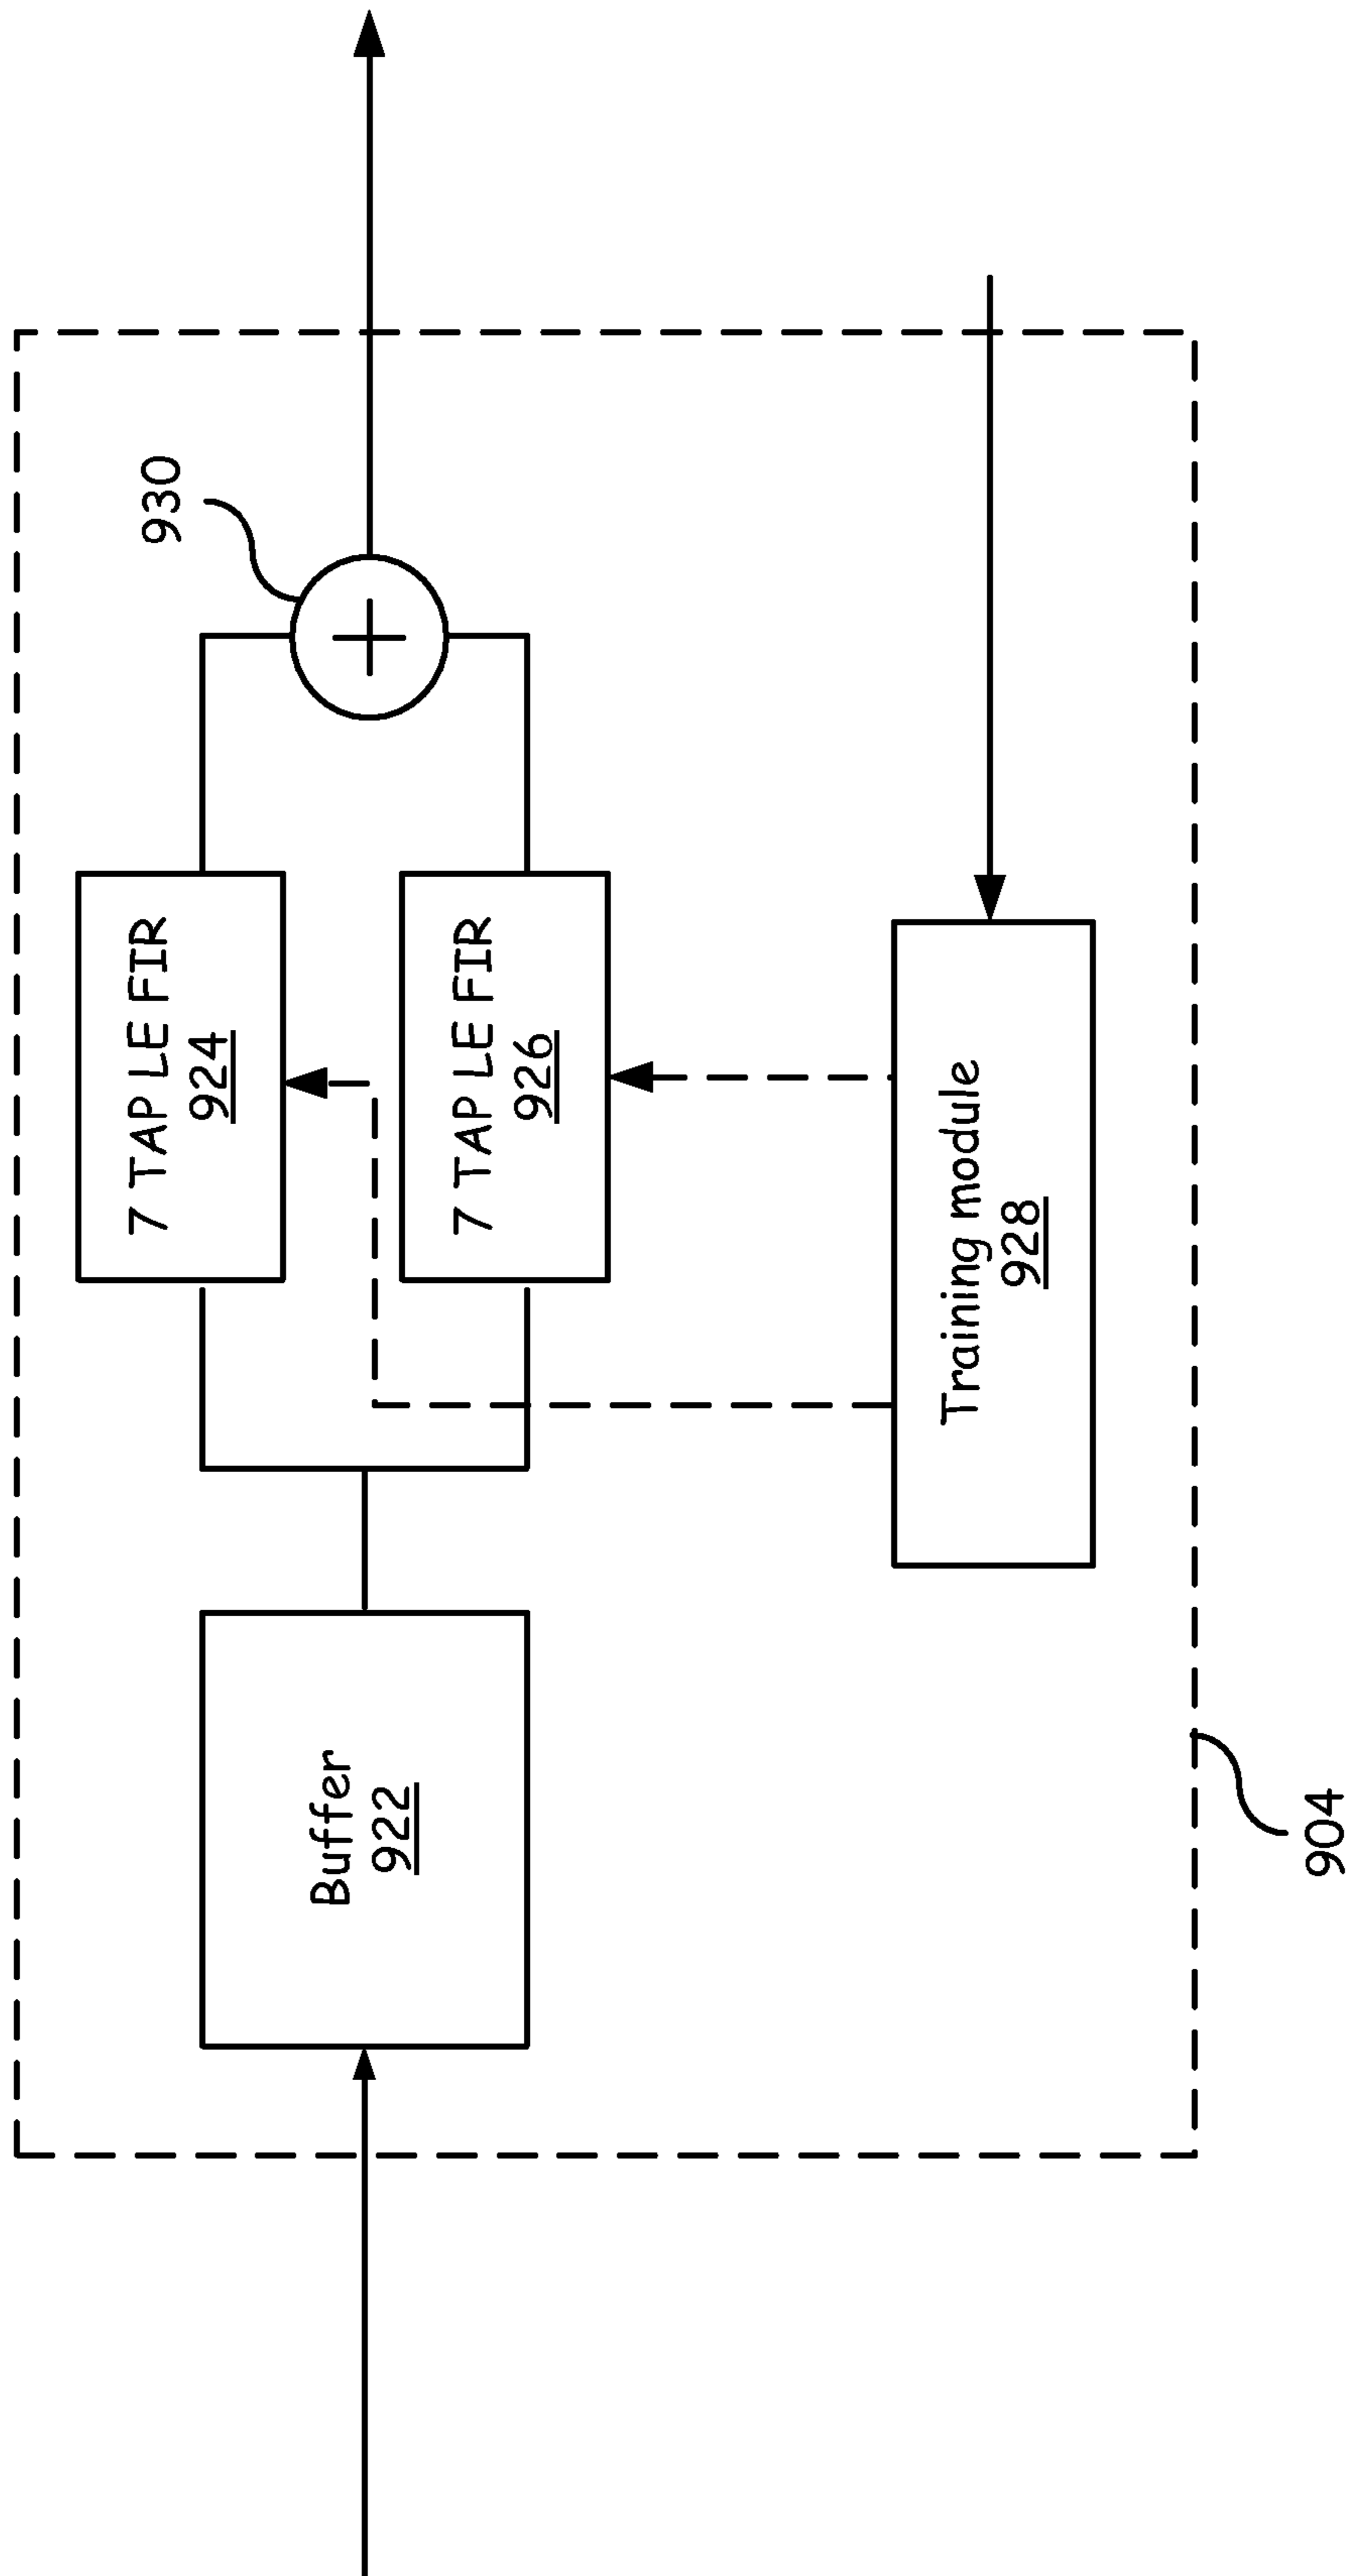 930
7 TAP LE FIR
924
7 TAP LE FIR
926
Buffer
922
Training module
928
904